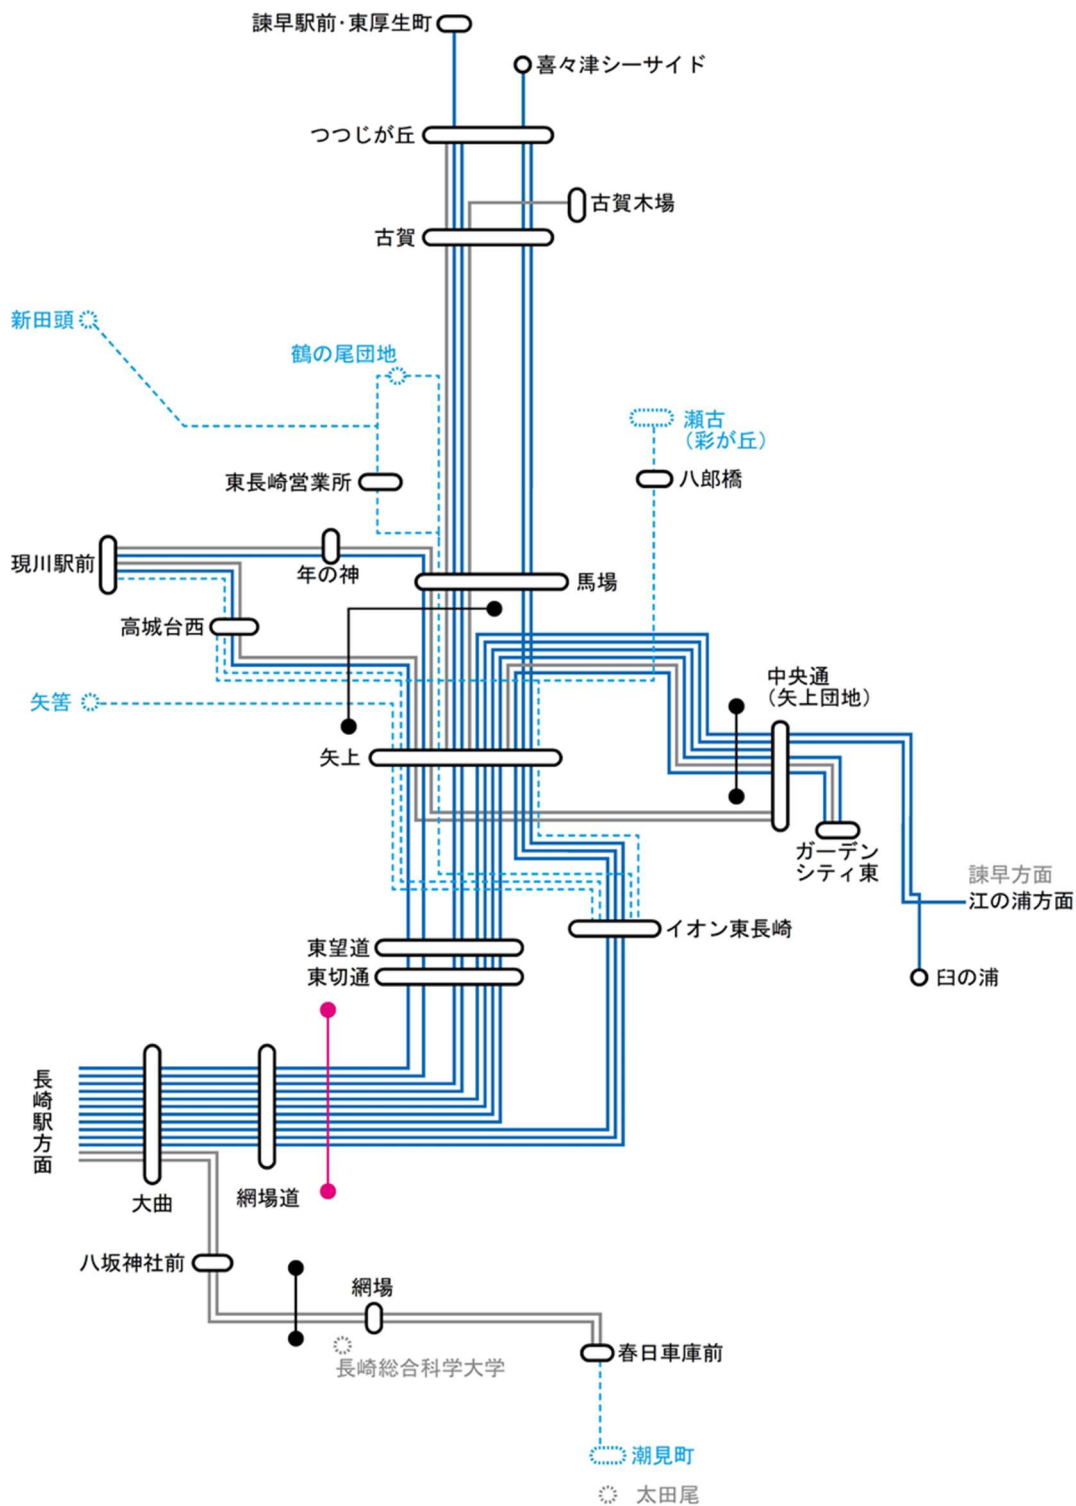 諫早駅前・東厚生町
喜々津シーサイド
つつじが丘
古賀木場
古賀
新田頭
鶴の尾団地
瀬古
（彩が丘）
東長崎営業所
八郎橋
現川駅前
年の神
馬場
高城台西
中央通
（矢上団地）
矢筈
矢上
ガーデン
シティ東
諫早方面
江の浦方面
イオン東長崎
東望道
東切通
臼の浦
長崎駅方面
大曲
網場道
八坂神社前
網場
春日車庫前
長崎総合科学大学
潮見町
太田尾